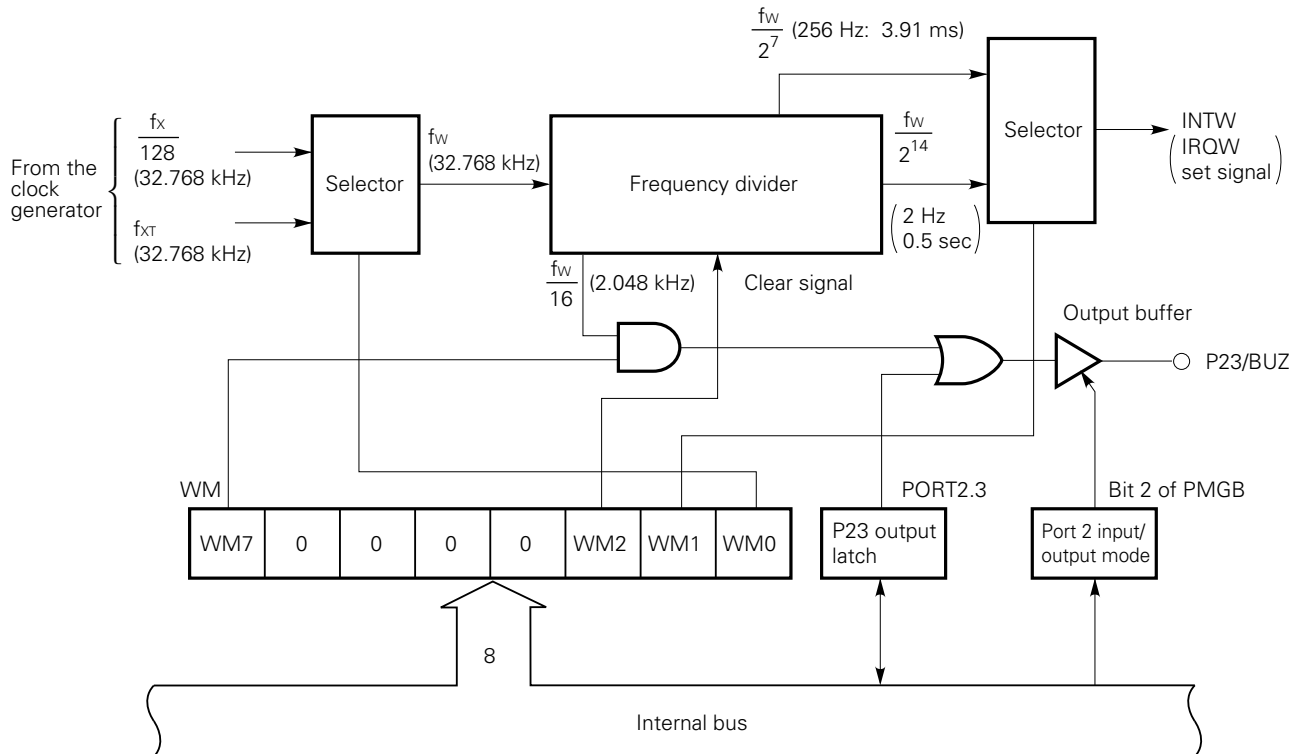 From the
clock
generator
fX
128
(32.768 kHz)
fXT
(32.768 kHz)
Selector
fW
(32.768 kHz)
Frequency divider
fW
2^7
(256 Hz: 3.91 ms)
fW
2^14
(2 Hz
0.5 sec)
Selector
INTW
(IRQW
set signal)
fW
16
(2.048 kHz)
Clear signal
Output buffer
P23/BUZ
WM
WM7
0
0
0
0
WM2
WM1
WM0
PORT2.3
P23 output
latch
Bit 2 of PMGB
Port 2 input/
output mode
8
Internal bus